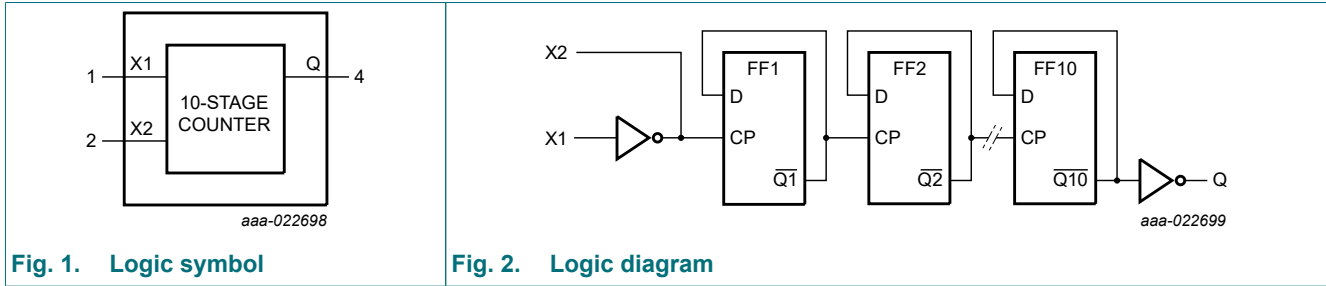 1
X1
Q
4
10-STAGE
COUNTER
2
X2
aaa-022698
Fig. 1. Logic symbol
X2
X1
FF1
D
CP
Q1
FF2
D
CP
Q2
FF10
D
CP
Q10
Q
aaa-022699
Fig. 2. Logic diagram